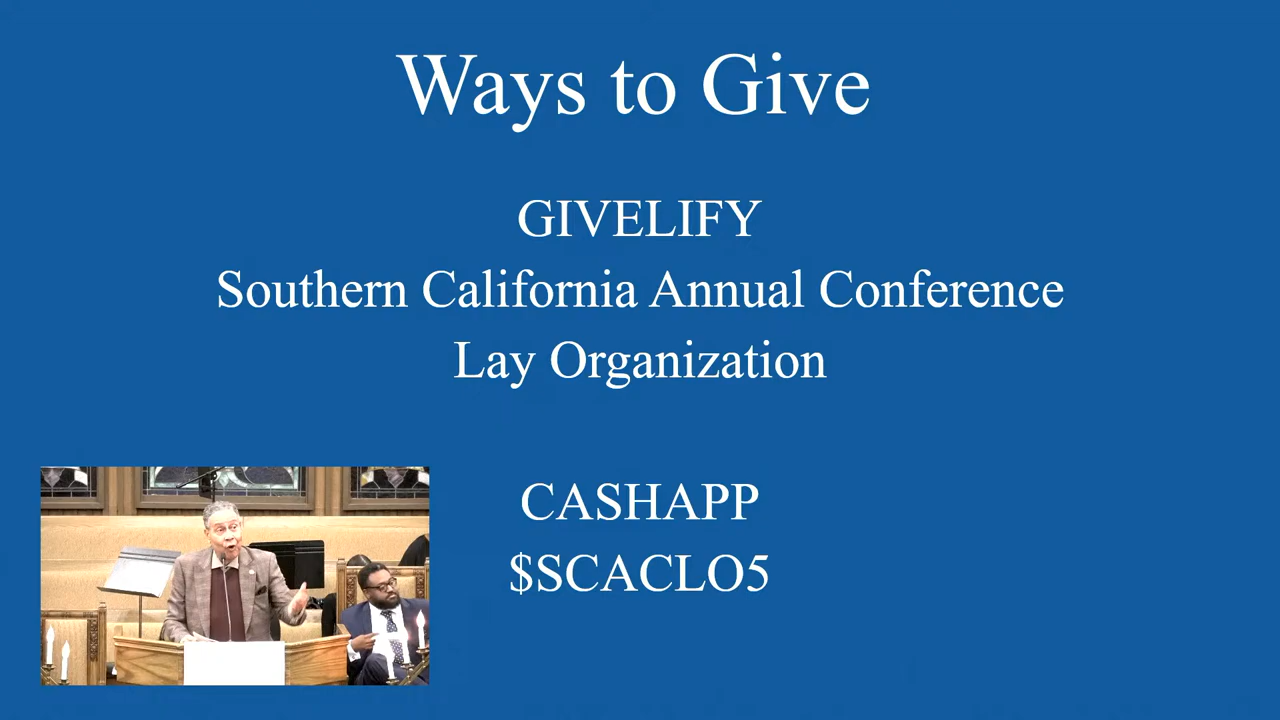 Ways to Give
GIVELIFY
Southern California Annual Conference
Lay Organization
CASHAPP
$SCACLO5